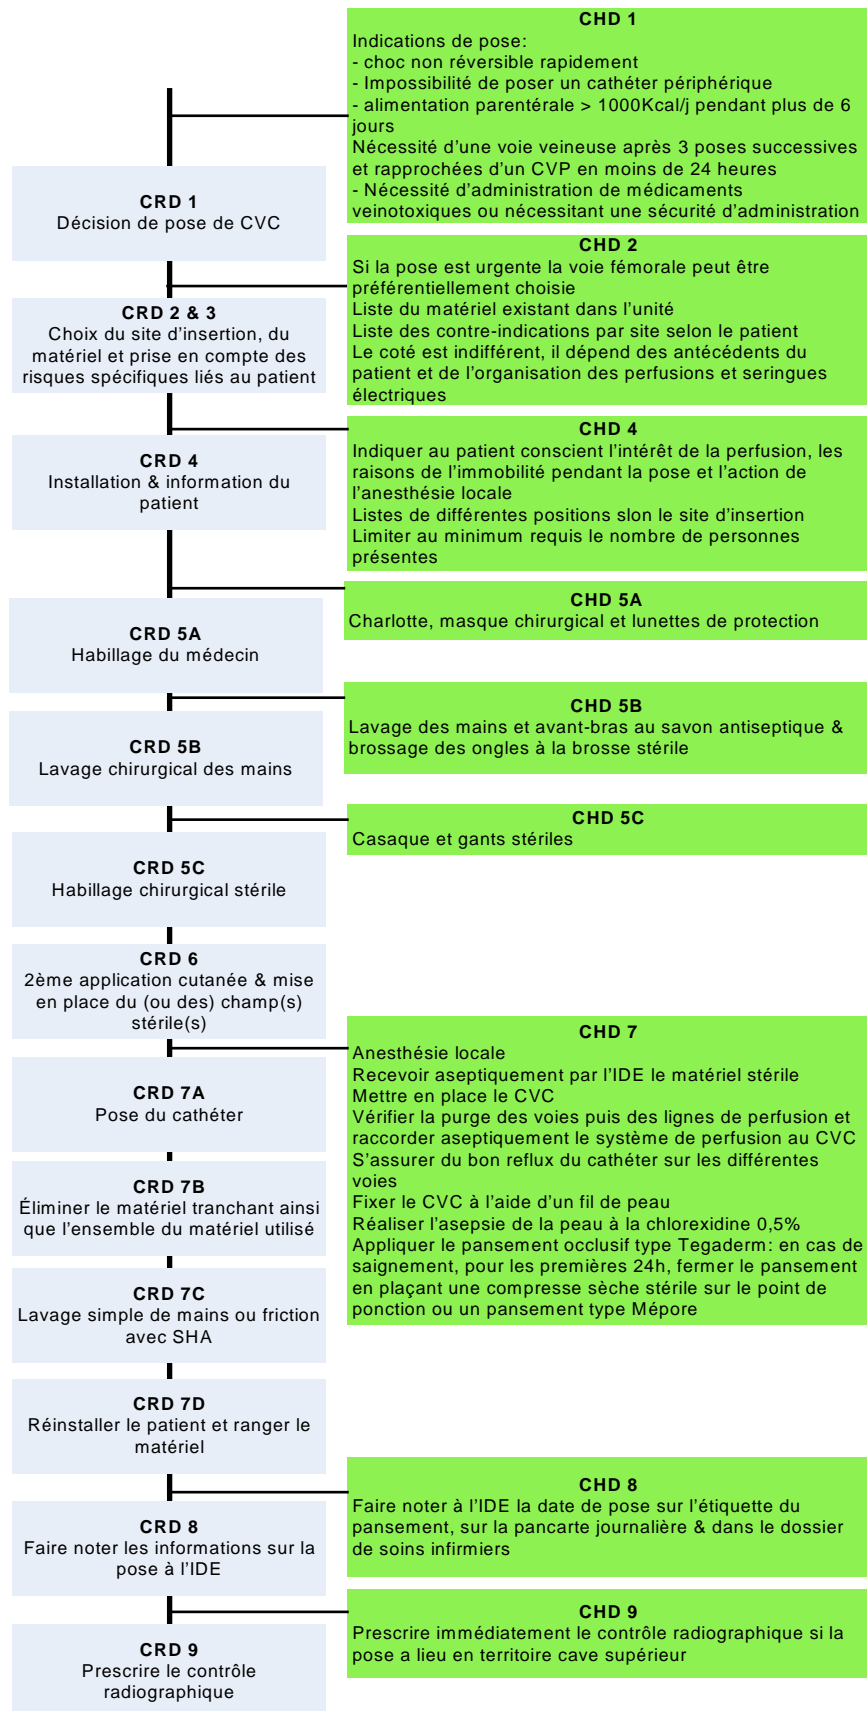 CHD 1
Indications de pose:
- choc non réversible rapidement
- Impossibilité de poser un cathéter périphérique
- alimentation parentérale > 1000Kcal/j pendant plus de 6
jours
Nécessité d'une voie veineuse après 3 poses successives
et rapprochées d'un CVP en moins de 24 heures
- Nécessité d'administration de médicaments
veinotoxiques ou nécessitant une sécurité d'administration
CRD 1
Décision de pose de CVC
CHD 2
Si la pose est urgente la voie fémorale peut être
préférentiellement choisie
Liste du matériel existant dans l'unité
Liste des contre-indications par site selon le patient
Le coté est indifférent, il dépend des antécédents du
patient et de l'organisation des perfusions et seringues
électriques
CRD 2 & 3
Choix du site d'insertion, du
matériel et prise en compte des
risques spécifiques liés au patient
CHD 4
Indiquer au patient conscient l'intérêt de la perfusion, les
raisons de l'immobilité pendant la pose et l'action de
l'anesthésie locale
Listes de différentes positions slon le site d'insertion
Limiter au minimum requis le nombre de personnes
présentes
CRD 4
Installation & information du
patient
CHD 5A
Charlotte, masque chirurgical et lunettes de protection
CRD 5A
Habillage du médecin
CHD 5B
Lavage des mains et avant-bras au savon antiseptique &
brossage des ongles à la brosse stérile
CRD 5B
Lavage chirurgical des mains
CHD 5C
Casaque et gants stériles
CRD 5C
Habillage chirurgical stérile
CRD 6
2ème application cutanée & mise
en place du (ou des) champ(s)
stérile(s)
CHD 7
Anesthésie locale
Recevoir aseptiquement par l'IDE le matériel stérile
Mettre en place le CVC
Vérifier la purge des voies puis des lignes de perfusion et
raccorder aseptiquement le système de perfusion au CVC
S'assurer du bon reflux du cathéter sur les différentes
voies
Fixer le CVC à l'aide d'un fil de peau
Réaliser l'asepsie de la peau à la chlorexidine 0,5%
Appliquer le pansement occlusif type Tegaderm: en cas de
saignement, pour les premières 24h, fermer le pansement
en plaçant une compresse sèche stérile sur le point de
ponction ou un pansement type Mépore
CRD 7A
Pose du cathéter
CRD 7B
Éliminer le matériel tranchant ainsi
que l'ensemble du matériel utilisé
CRD 7C
Lavage simple de mains ou friction
avec SHA
CRD 7D
Réinstaller le patient et ranger le
matériel
CHD 8
Faire noter à l'IDE la date de pose sur l'étiquette du
pansement, sur la pancarte journalière & dans le dossier
de soins infirmiers
CRD 8
Faire noter les informations sur la
pose à l'IDE
CHD 9
Prescrire immédiatement le contrôle radiographique si la
pose a lieu en territoire cave supérieur
CRD 9
Prescrire le contrôle
radiographique